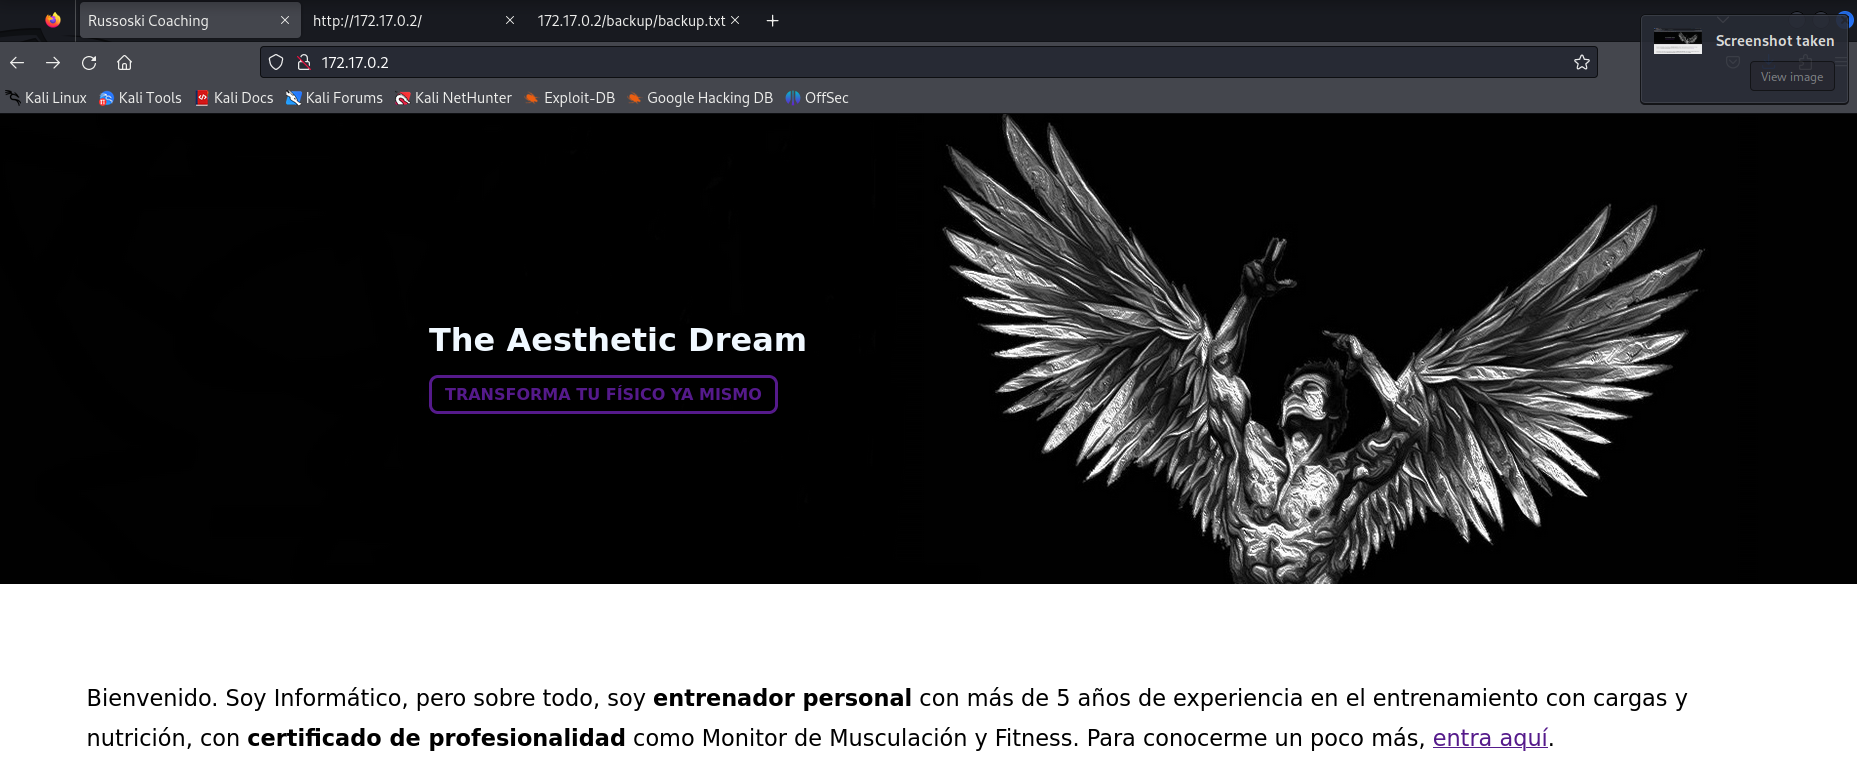 Russoski Coaching
http://172.17.0.2/
172.17.0.2/backup/backup.txt
Screenshot taken
View image
172.17.0.2
Kali Linux Kali Tools Kali Docs Kali Forums Kali NetHunter Exploit-DB Google Hacking DB OffSec
The Aesthetic Dream
TRANSFORMA TU FÍSICO YA MISMO
Bienvenido. Soy Informático, pero sobre todo, soy entrenador personal con más de 5 años de experiencia en el entrenamiento con cargas y
nutrición, con certificado de profesionalidad como Monitor de Musculación y Fitness. Para conocerme un poco más, entra aquí.